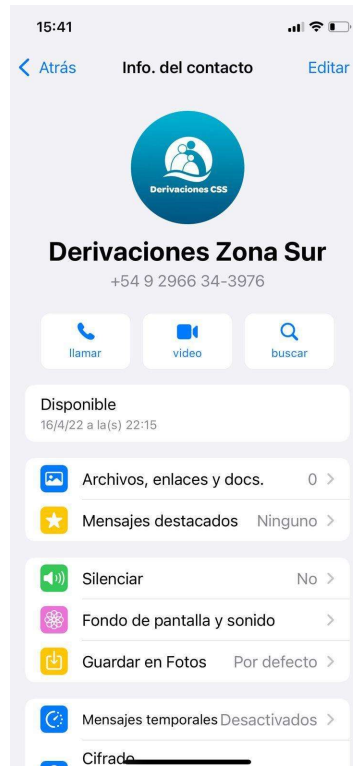 15:41
Atrás Info. del contacto Editar
Derivaciones CSS
Derivaciones Zona Sur
+54 9 2966 34-3976
llamar video buscar
Disponible
16/4/22 a la(s) 22:15
Archivos, enlaces y docs. 0
Mensajes destacados Ninguno
Silenciar No
Fondo de pantalla y sonido
Guardar en Fotos Por defecto
Mensajes temporales Desactivados
Cifrado